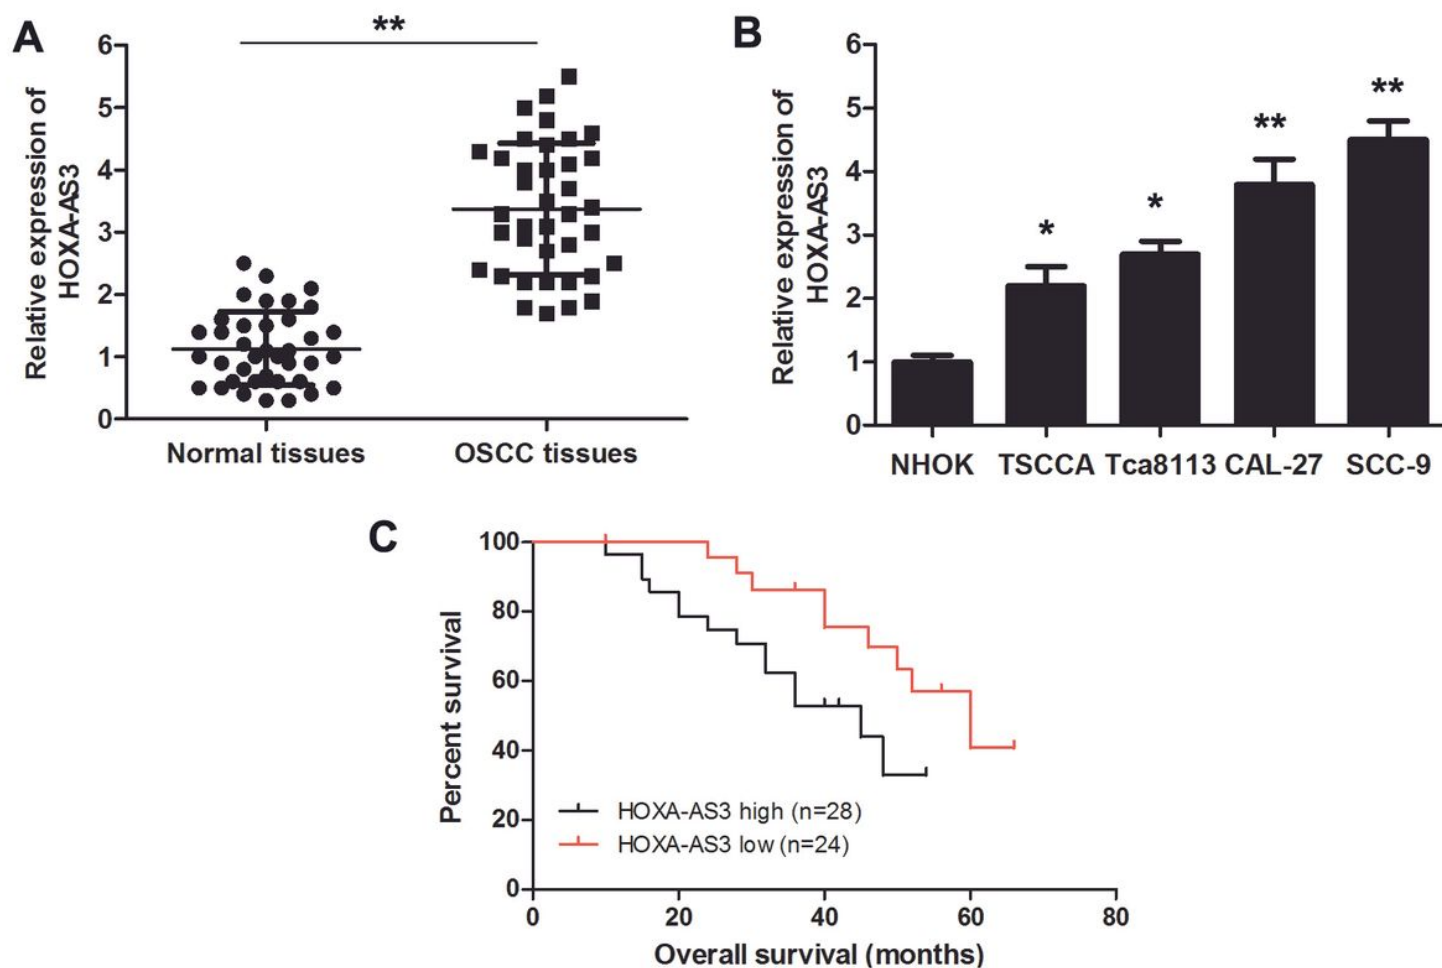 A
Relative expression of
HOXA-AS3
6
5
4
3
2
1
0
**
Normal tissues
OSCC tissues
B
Relative expression of
HOXA-AS3
6
5
4
3
2
1
0
*
*
**
**
NHOK
TSCCA
Tca8113
CAL-27
SCC-9
C
Percent survival
100
80
60
40
20
0
HOXA-AS3 high (n=28)
HOXA-AS3 low (n=24)
0
20
40
60
80
Overall survival (months)